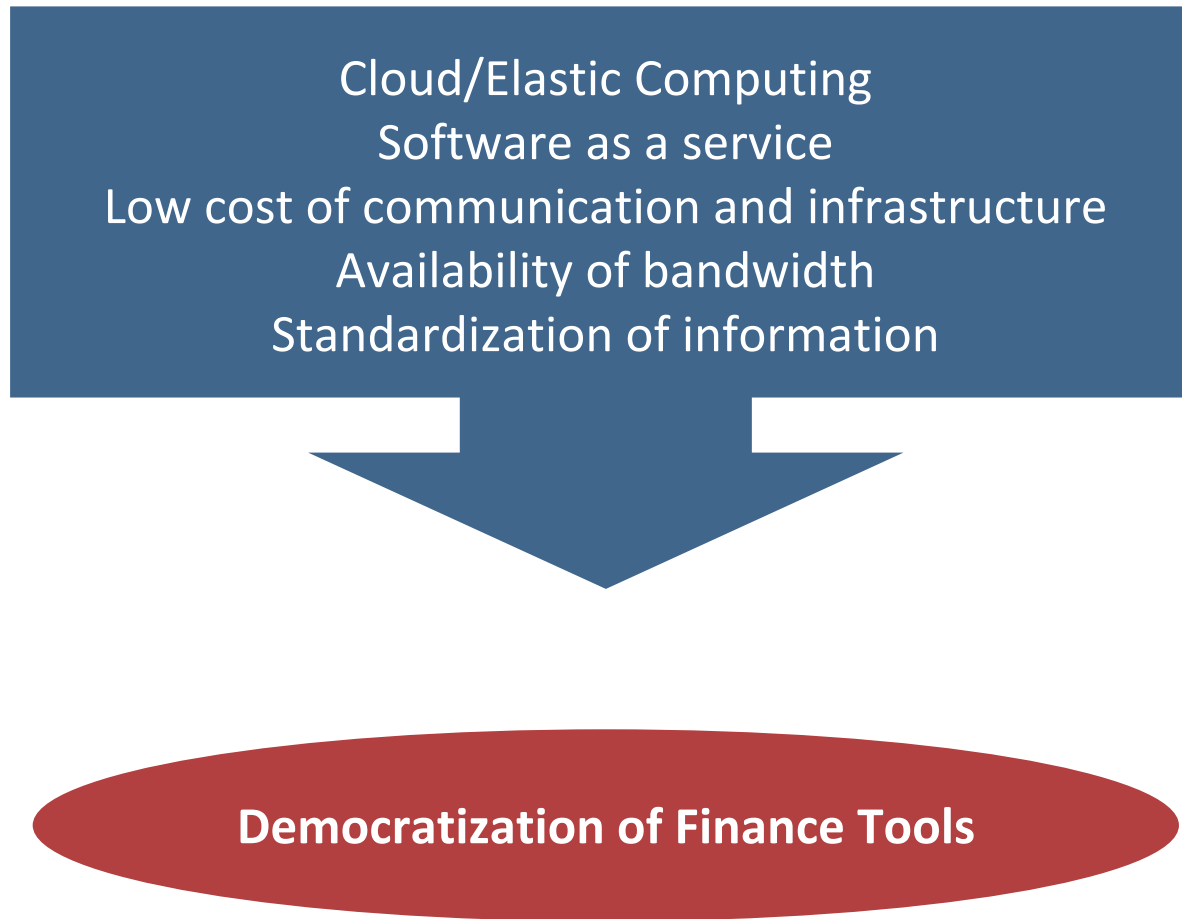 Cloud/Elastic Computing
Software as a service
Low cost of communication and infrastructure
Availability of bandwidth
Standardization of information
Democratization of Finance Tools